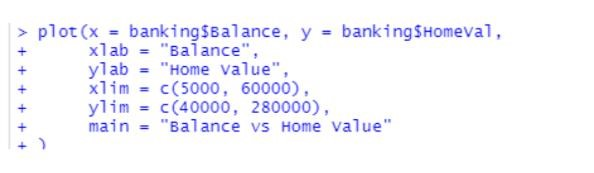 > plot(x = banking$Balance, y = banking$HomeVal,
+ xlab = "Balance",
+ ylab = "Home Value",
+ xlim = c(5000, 60000),
+ ylim = c(40000, 280000),
+ main = "Balance vs Home Value"
+ )